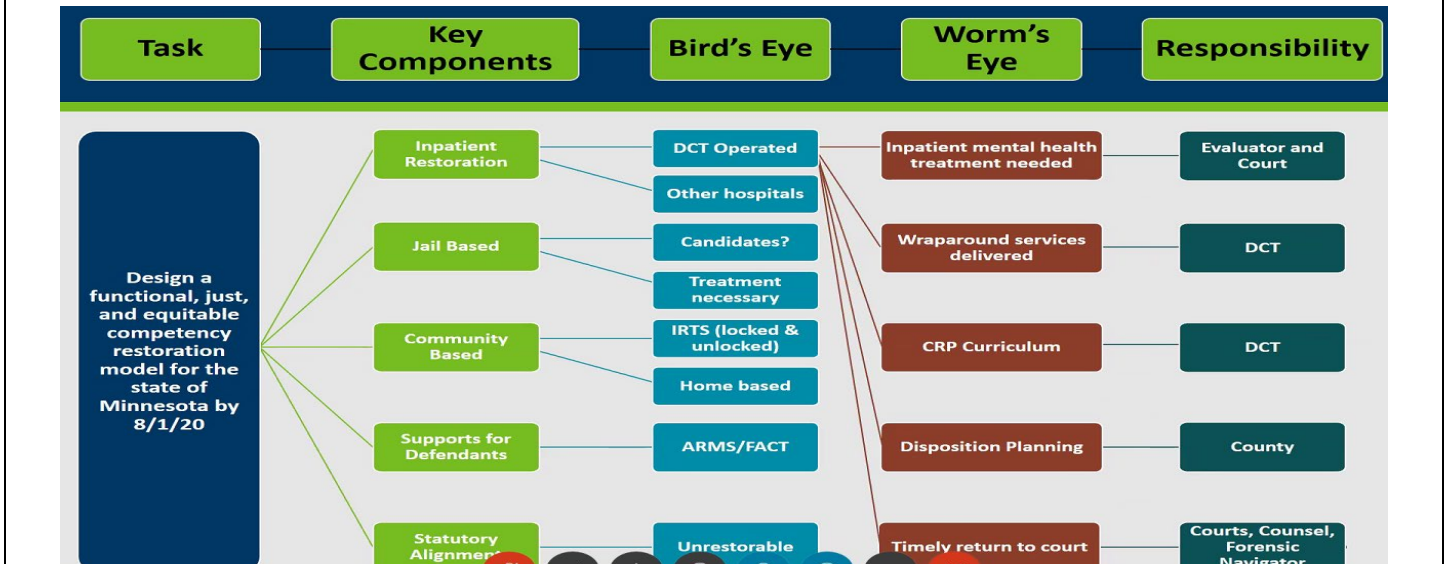 Task
Key
Components
Bird's Eye
Worm's
Eye
Responsibility
Design a
functional, just,
and equitable
competency
restoration
model for the
state of
Minnesota by
8/1/20
Inpatient
Restoration
DCT Operated
Inpatient mental health
treatment needed
Evaluator and
Court
Other hospitals
Jail Based
Candidates?
Wraparound services
delivered
DCT
Treatment
necessary
Community
Based
IRTS (locked &
unlocked)
CRP Curriculum
DCT
Home based
Supports for
Defendants
ARMS/FACT
Disposition Planning
County
Statutory
Alignment
Unrestorable
Timely return to court
Courts, Counsel,
Forensic
Navigator